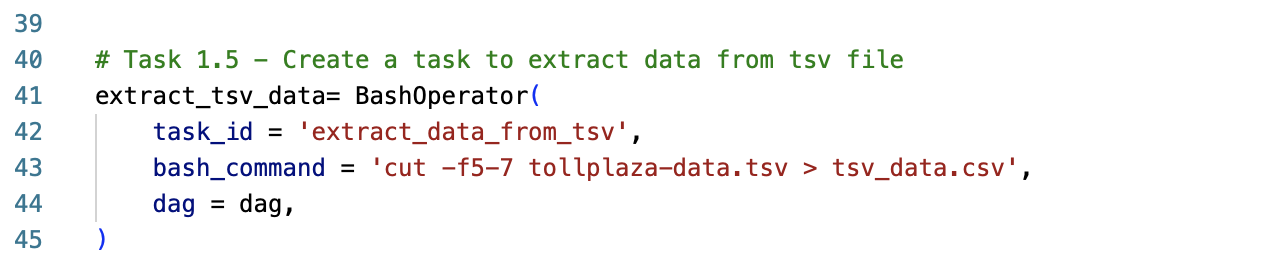 39
40 # Task 1.5 – Create a task to extract data from tsv file
41 extract_tsv_data= BashOperator(
42     task_id = 'extract_data_from_tsv',
43     bash_command = 'cut -f5-7 tollplaza-data.tsv > tsv_data.csv',
44     dag = dag,
45 )